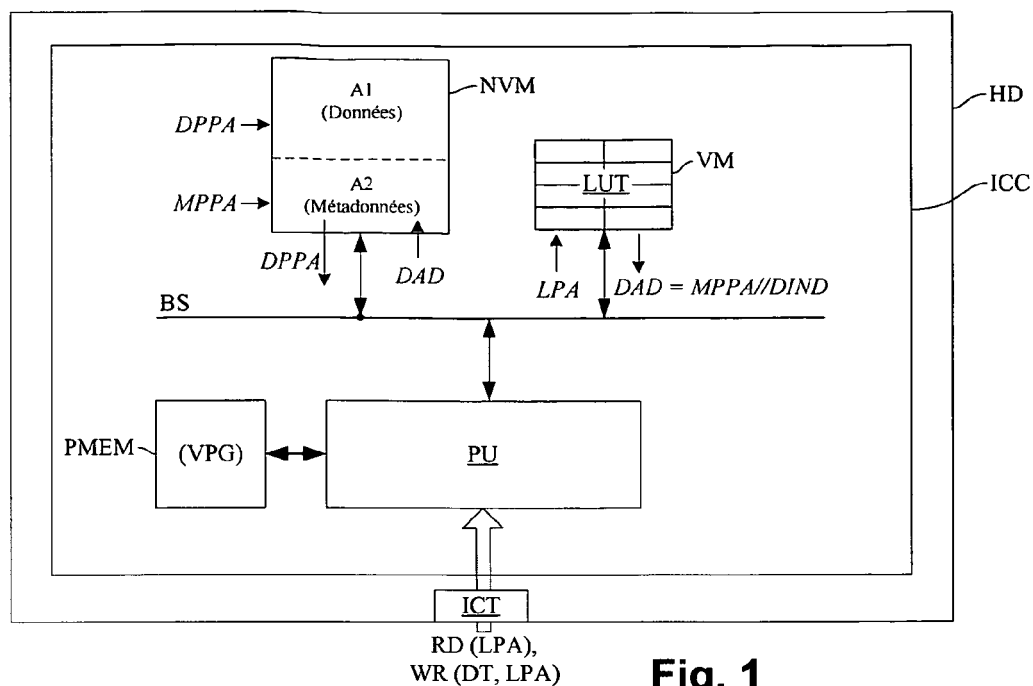 A1
(Données)
NVM
HD
DPPA
VM
ICC
LUT
A2
(Métadonnées)
MPPA
DPPA
DAD
LPA
DAD = MPPA//DIND
BS
PMEM
(VPG)
PU
ICT
RD (LPA),
WR (DT, LPA)
Fig. 1